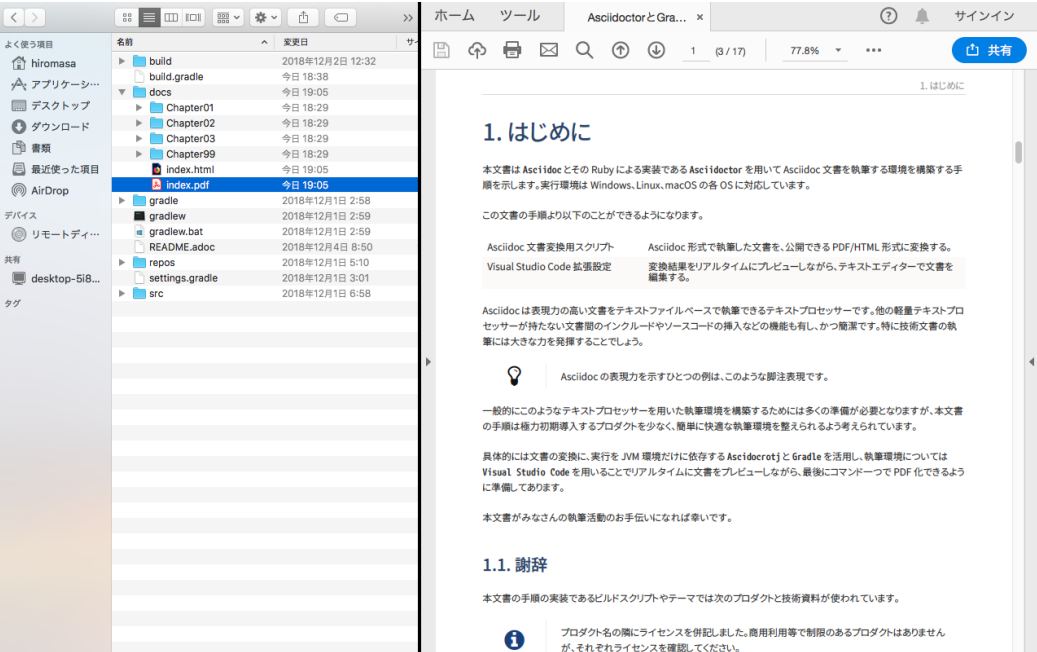 よく使う項目
hiromasa
アプリケーシ…
デスクトップ
ダウンロード
書類
最近使った項目
AirDrop
デバイス
リモートディ…
共有
desktop-5i8...
タグ
名前 変更日 サイ
build 2018年12月2日 12:32
build.gradle 今日 18:38
docs 今日 19:05
Chapter01 今日 18:29
Chapter02 今日 18:29
Chapter03 今日 18:29
Chapter99 今日 18:29
index.html 今日 19:05
index.pdf 今日 19:05
gradle 2018年12月1日 2:58
gradlew 2018年12月1日 2:59
gradlew.bat 2018年12月1日 2:59
README.adoc 2018年12月4日 8:50
repos 2018年12月1日 5:10
settings.gradle 2018年12月1日 3:01
src 2018年12月1日 6:58
ホーム ツール AsciidoctorとGra... × サインイン
1 (3 / 17) 77.8% 共有
1. はじめに
1. はじめに
本文書は Asciidoc とその Ruby による実装である Asciidoctor を用いて Asciidoc 文書を執筆する環境を構築する手
順を示します。実行環境は Windows、Linux、macOS の各 OS に対応しています。
この文書の手順より以下のことができるようになります。
Asciidoc 文書変換用スクリプト Asciidoc 形式で執筆した文書を、公開できる PDF/HTML 形式に変換する。
Visual Studio Code 拡張設定 変換結果をリアルタイムにプレビューしながら、テキストエディターで文書を
編集する。
Asciidoc は表現力の高い文書をテキストファイルベースで執筆できるテキストプロセッサーです。他の軽量テキストプロ
セッサーが持たない文書間のインクルードやソースコードの挿入などの機能も有し、かつ簡潔です。特に技術文書の執
筆には大きな力を発揮することでしょう。
Asciidoc の表現力を示すひとつの例は、このような脚注表現です。
一般的にこのようなテキストプロセッサーを用いた執筆環境を構築するためには多くの準備が必要となりますが、本文書
の手順は極力初期導入するプロダクトを少なく、簡単に快適な執筆環境を整えられるよう考えられています。
具体的には文書の変換に、実行を JVM 環境だけに依存する Ascidocrotj と Gradle を活用し、執筆環境については
Visual Studio Code を用いることでリアルタイムに文書をプレビューしながら、最後にコマンド一つで PDF 化できるよう
に準備してあります。
本文書がみなさんの執筆活動のお手伝いになれば幸いです。
1.1. 謝辞
本文書の手順の実装であるビルドスクリプトやテーマでは次のプロダクトと技術資料が使われています。
プロダクト名の隣にライセンスを併記しました。商用利用等で制限のあるプロダクトはありません
が、それぞれライセンスを確認してください。